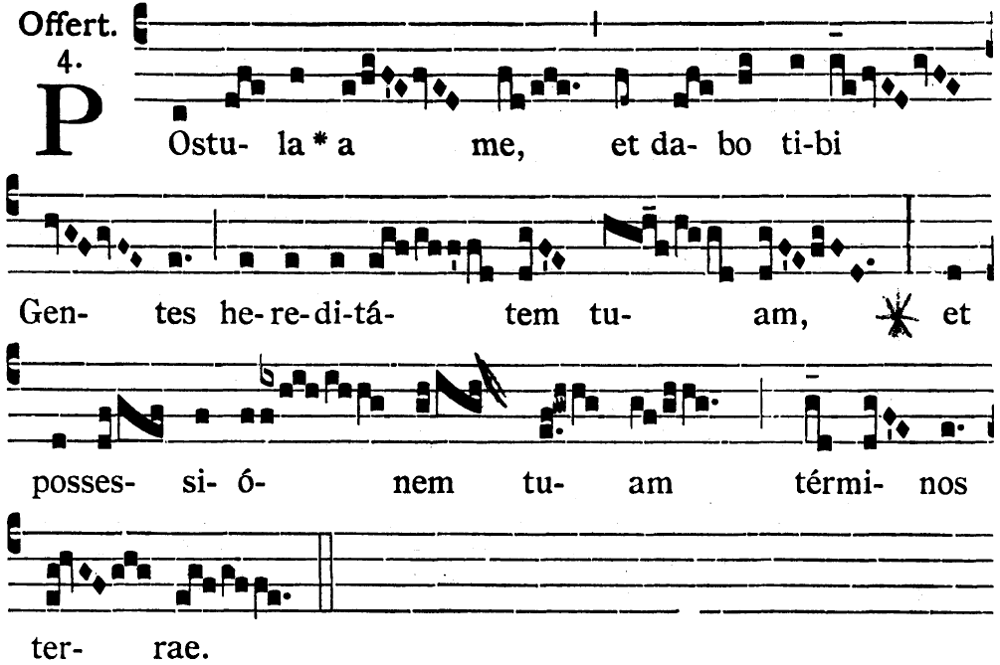 Offert.
4.
POstu- la * a me, et da- bo ti-bi
Gen- tes he-re-di-tá- tem tu- am, * et
posses- si- ó- nem tu- am térmi- nos
ter- rae.